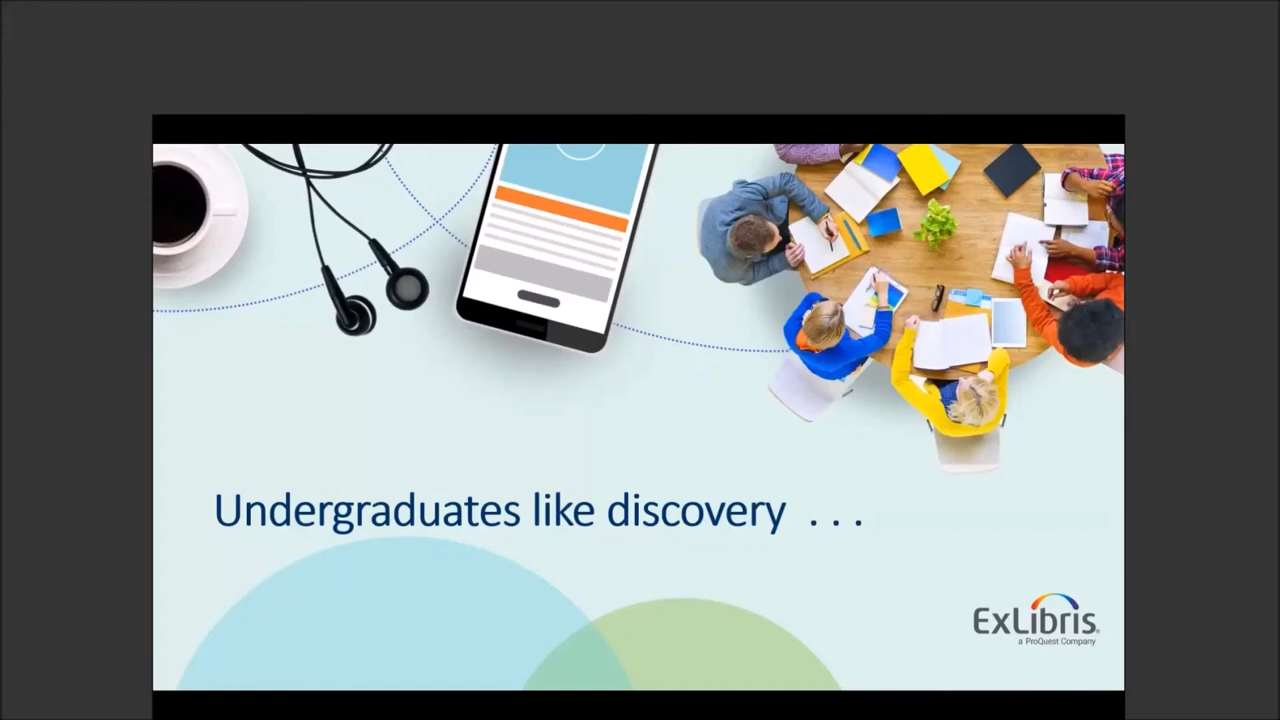 Undergraduates like discovery . . .
ExLibris®
a ProQuest Company